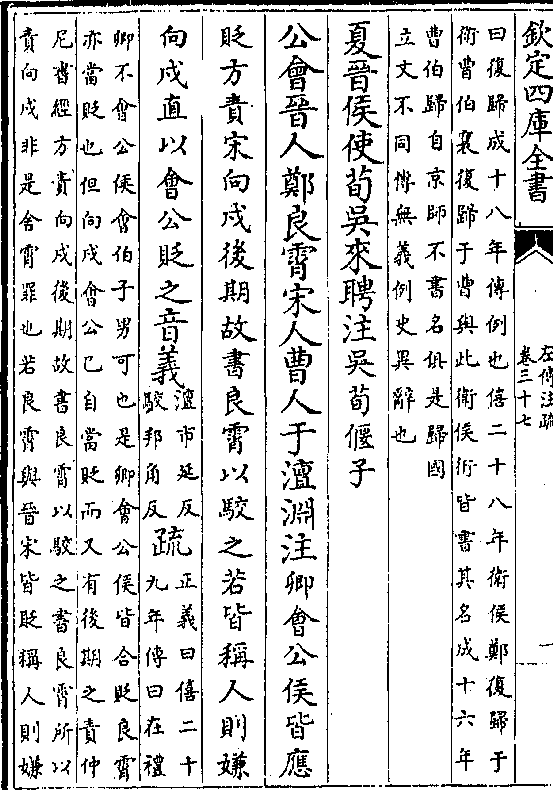 欽定四庫全書
左傳注疏
卷三十七
一
曰復歸成十八年傳例也僖二十八年衛侯鄭復歸于
衛曹伯襄復歸于曹與此衛侯衎皆書其名成十六年
曹伯歸自京師不書名俱是歸國
立文不同傳無義例史異辭也
夏晉侯使荀吳來聘注吳荀偃子
公會晉人鄭良霄宋人曹人于澶淵注卿會公侯皆應
貶方責宋向戌後期故書良霄以駮之若皆稱人則嫌
向戌直以會公貶之音義澶市延反
駮邦角反疏正義曰僖二十
九年傳曰在禮
卿不會公侯會伯子男可也是卿會公侯皆合貶良霄
亦當貶也但向戌會公已自當貶而又有後期之責仲
尼書經方責向戌後期故書良霄以駮之書良霄所以
責向戌非是舍霄罪也若良霄與晉宋皆貶稱人則嫌